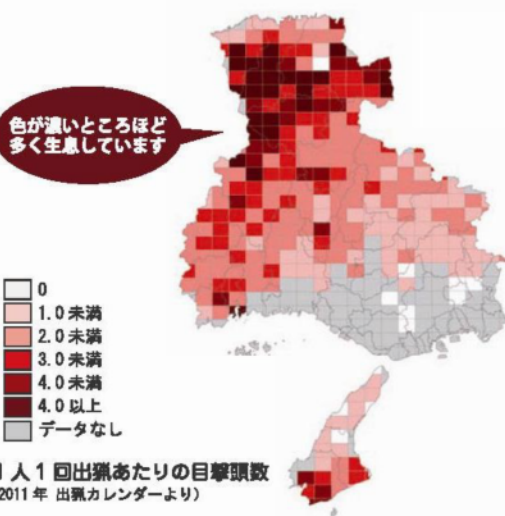 色が濃いところほど
多く生息しています
0
1.0未満
2.0未満
3.0未満
4.0未満
4.0以上
データなし
1人1回出猟あたりの目撃頭数
2011年 出猟カレンダーより）